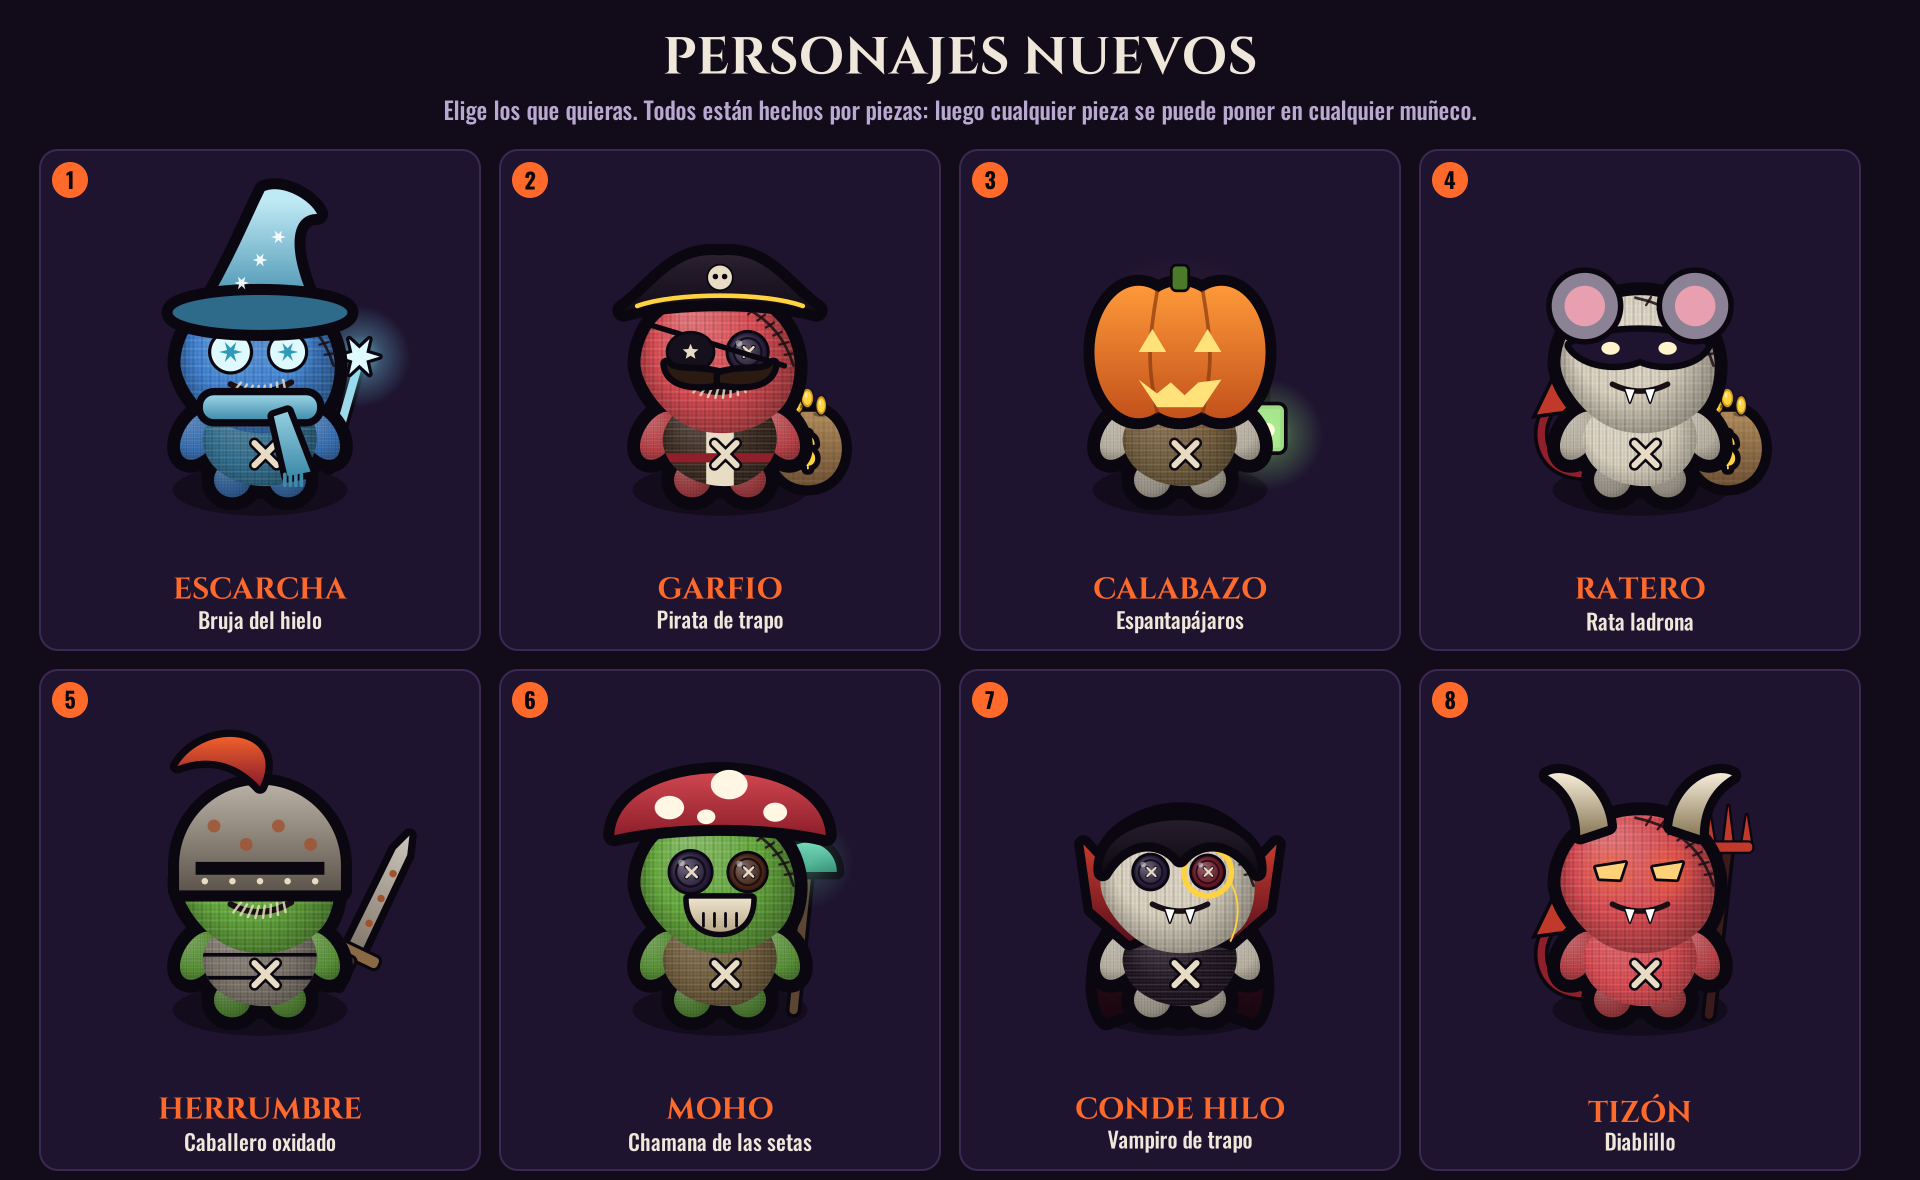 PERSONAJES NUEVOS
Elige los que quieras. Todos están hechos por piezas: luego cualquier pieza se puede poner en cualquier muñeco.
1
2
3
4
ESCARCHA
Bruja del hielo
GARFIO
Pirata de trapo
CALABAZO
Espantapájaros
RATERO
Rata ladrona
5
6
7
8
HERRUMBRE
Caballero oxidado
MOHO
Chamana de las setas
CONDE HILO
Vampiro de trapo
TIZÓN
Diablillo